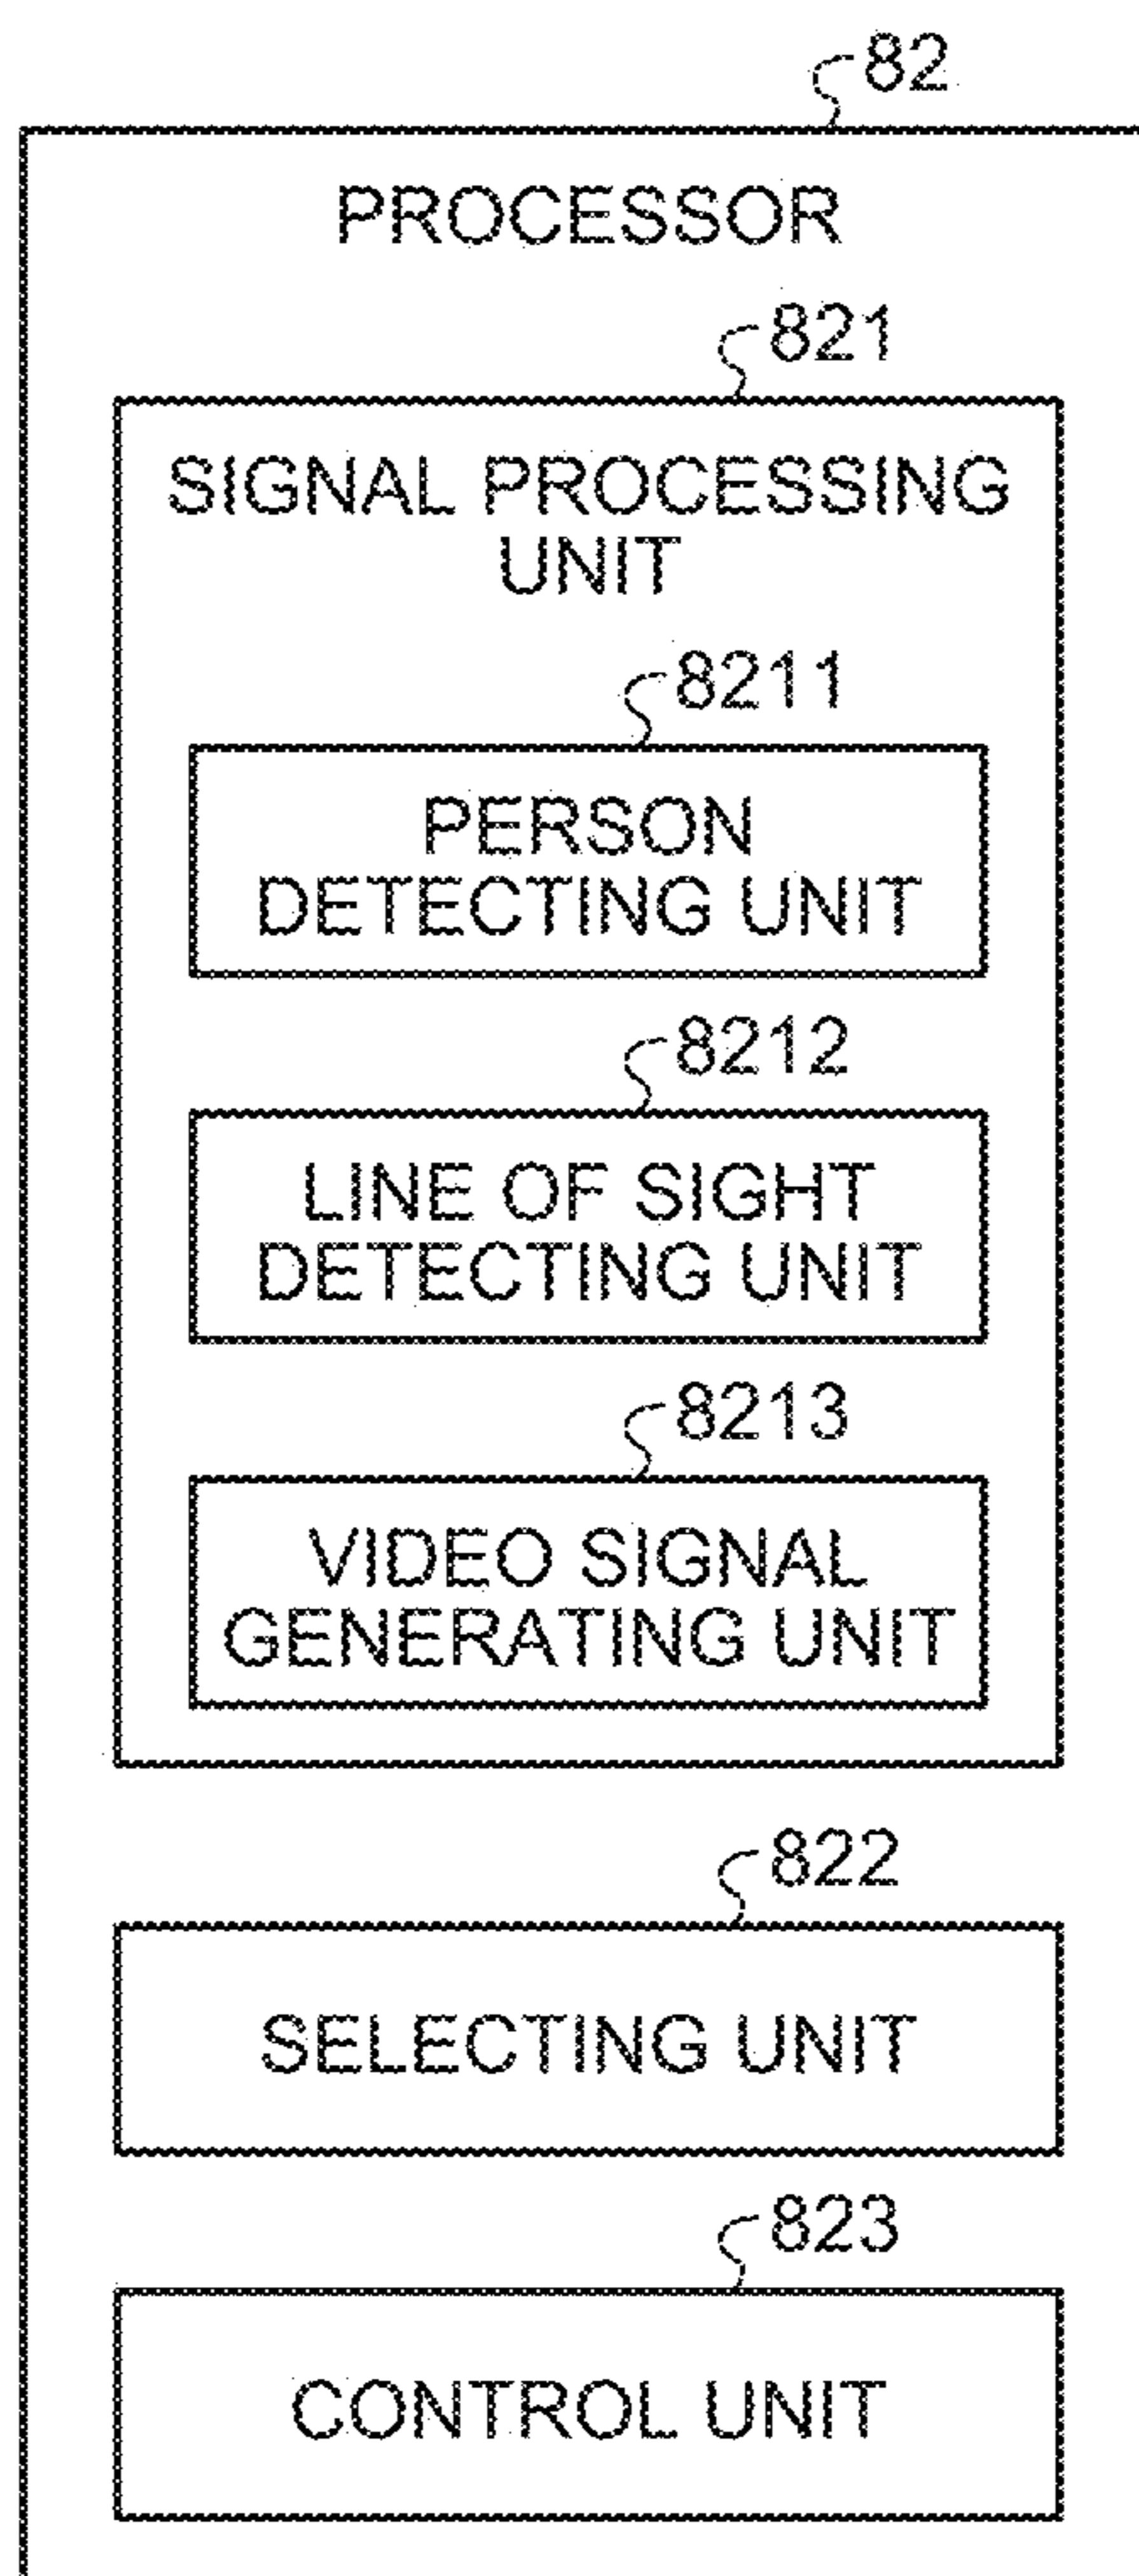 82
PROCESSOR
821
SIGNAL PROCESSING
UNIT
8211
PERSON
DETECTING UNIT
8212
LINE OF SIGHT
DETECTING UNIT
8213
VIDEO SIGNAL
GENERATING UNIT
822
SELECTING UNIT
823
CONTROL UNIT